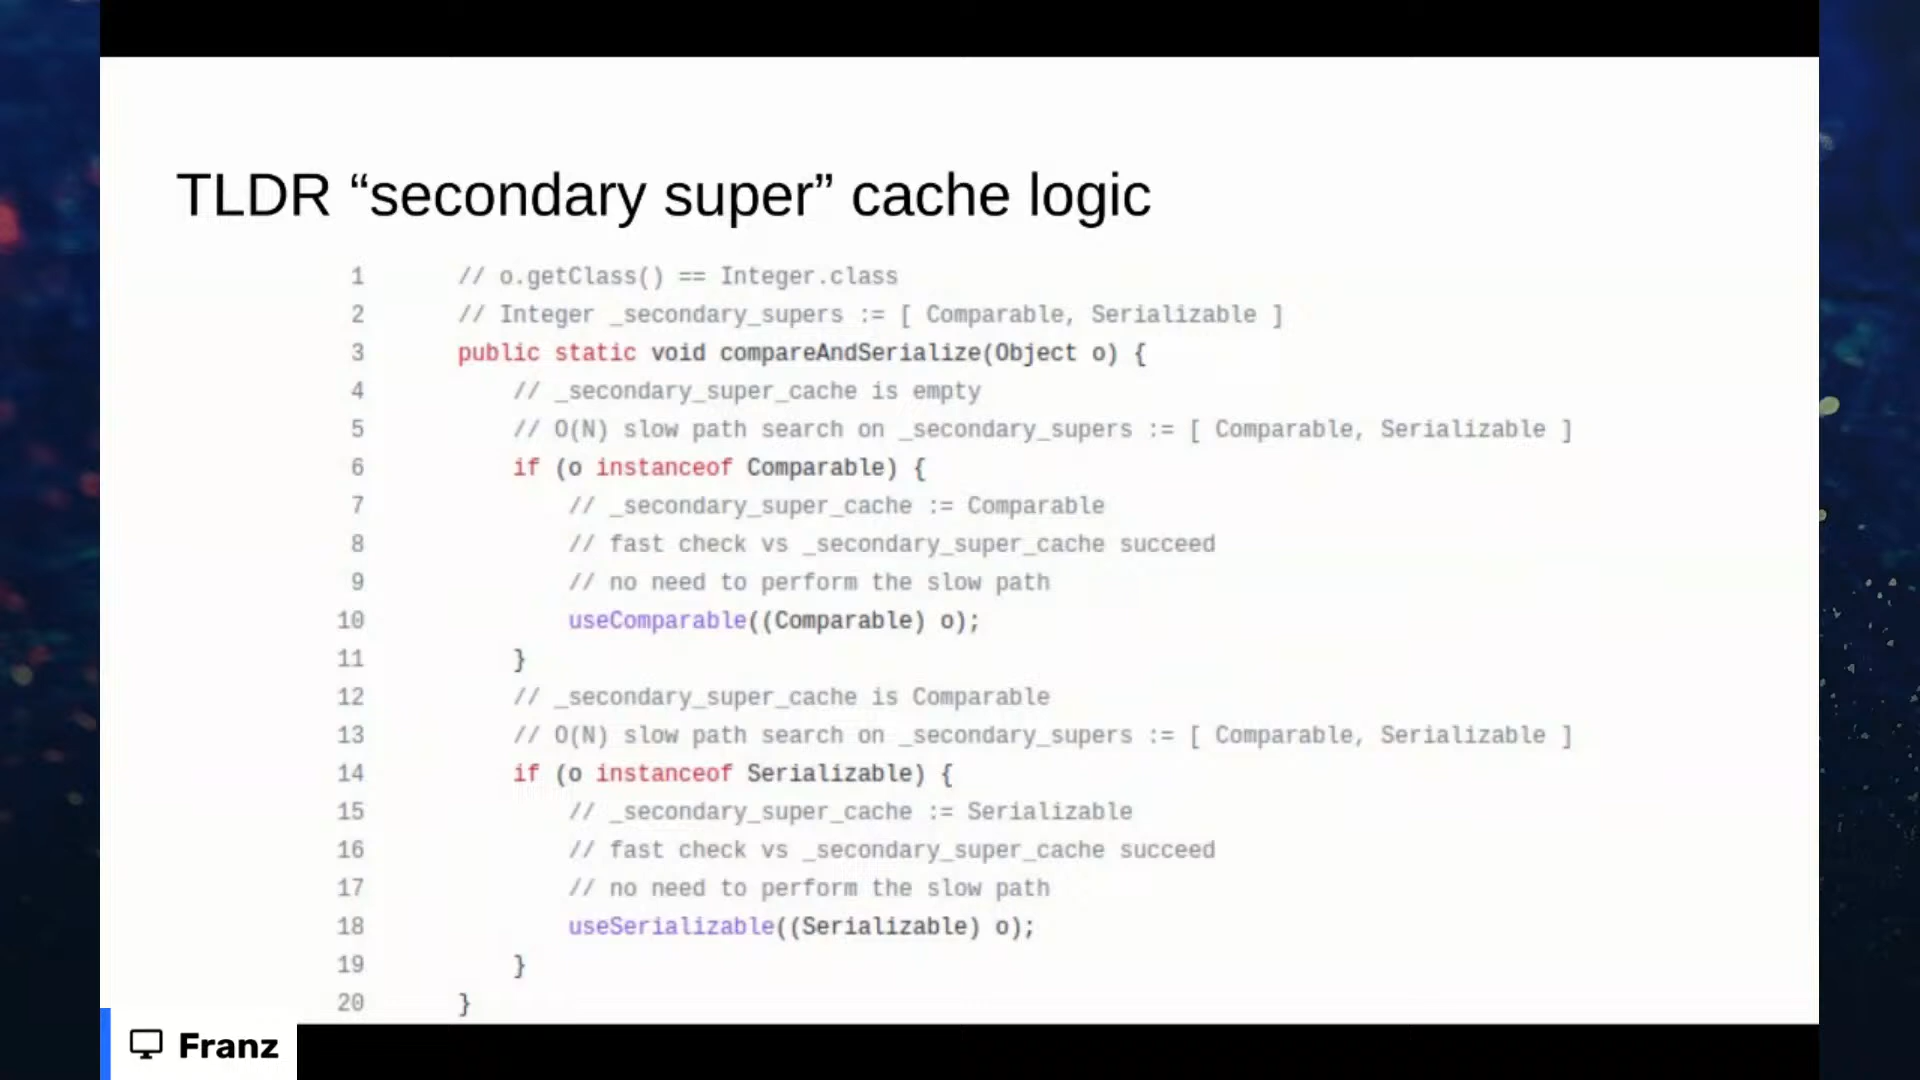 TLDR “secondary super” cache logic
1 // o.getClass() == Integer.class
2 // Integer _secondary_supers := [ Comparable, Serializable ]
3 public static void compareAndSerialize(Object o) {
4 // _secondary_super_cache is empty
5 // O(N) slow path search on _secondary_supers := [ Comparable, Serializable ]
6 if (o instanceof Comparable) {
7 // _secondary_super_cache := Comparable
8 // fast check vs _secondary_super_cache succeed
9 // no need to perform the slow path
10 useComparable((Comparable) o);
11 }
12 // _secondary_super_cache is Comparable
13 // O(N) slow path search on _secondary_supers := [ Comparable, Serializable ]
14 if (o instanceof Serializable) {
15 // _secondary_super_cache := Serializable
16 // fast check vs _secondary_super_cache succeed
17 // no need to perform the slow path
18 useSerializable((Serializable) o);
19 }
20 }
Franz